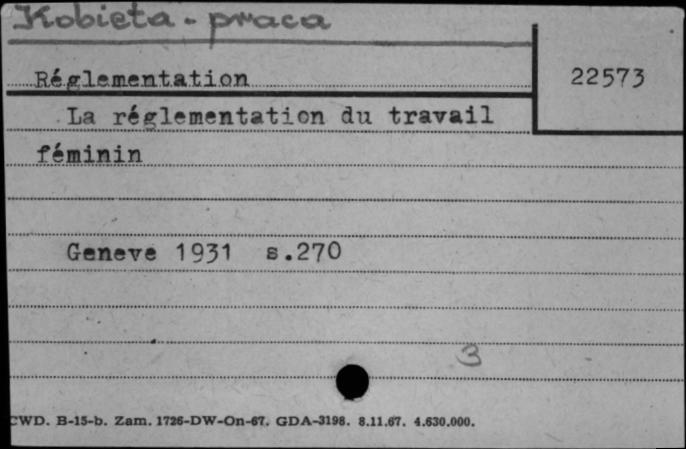 Kobieta - praca
Réglementation
22573
La réglementation du travail
féminin
Geneve 1931 s.270
3
CWD. B-15-b. Zam. 1726-DW-On-67. GDA-3198. 8.11.67. 4.630.000.